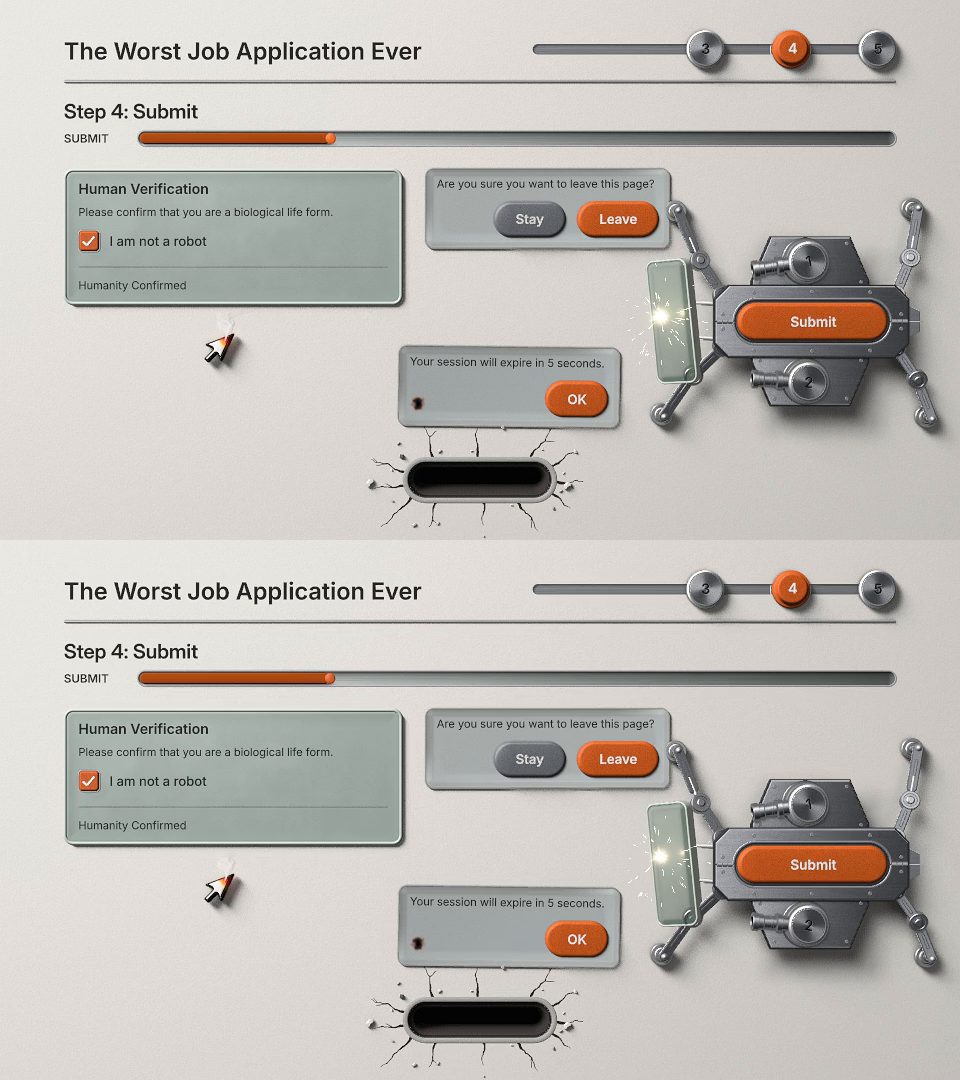 The Worst Job Application Ever
3 4 5
Step 4: Submit
SUBMIT
Human Verification
Please confirm that you are a biological life form.
I am not a robot
Humanity Confirmed
Are you sure you want to leave this page?
Stay Leave
1
Submit
2
Your session will expire in 5 seconds.
OK
The Worst Job Application Ever
3 4 5
Step 4: Submit
SUBMIT
Human Verification
Please confirm that you are a biological life form.
I am not a robot
Humanity Confirmed
Are you sure you want to leave this page?
Stay Leave
1
Submit
2
Your session will expire in 5 seconds.
OK